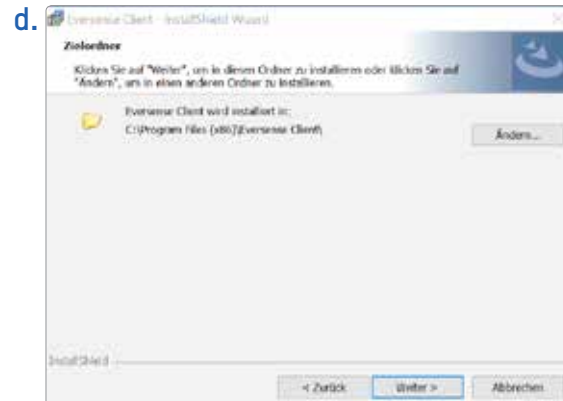 d.
Eversense Client - InstallShield Wizard
Zielordner
Klicken Sie auf "Weiter", um in diesen Ordner zu installieren oder klicken Sie auf
"Ändern", um in einen anderen Ordner zu installieren.
Eversense Client wird installiert in:
C:\Program Files (x86)\Eversense Client\
Ändern...
InstallShield
< Zurück
Weiter >
Abbrechen